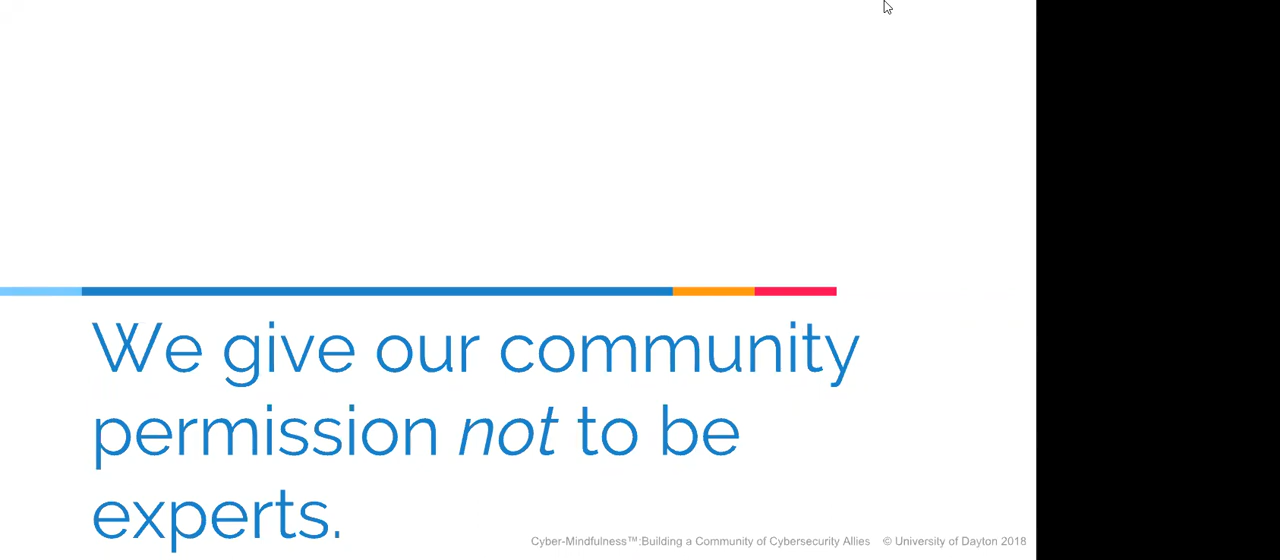 We give our community
permission not to be
experts.
Cyber-Mindfulness™:Building a Community of Cybersecurity Allies © University of Dayton 2018